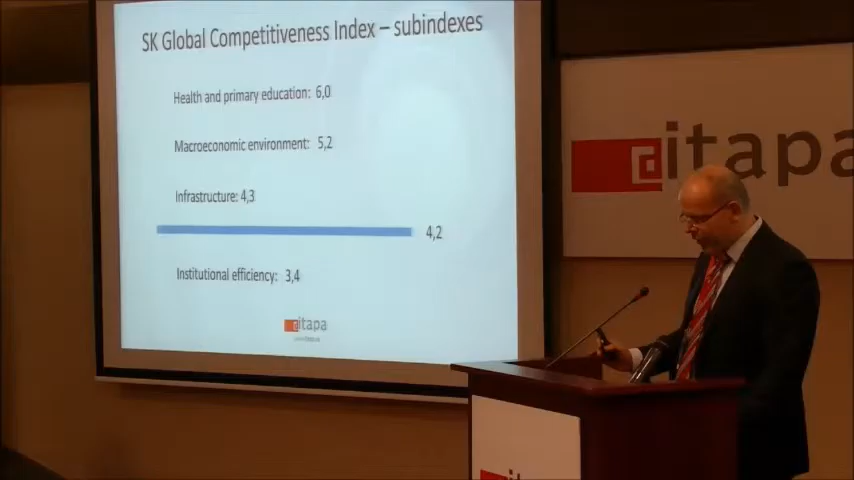 SK Global Competitiveness Index – subindexes
Health and primary education: 6,0
Macroeconomic environment: 5,2
Infrastructure: 4,3
4,2
Institutional efficiency: 3,4
itapa
@itapa